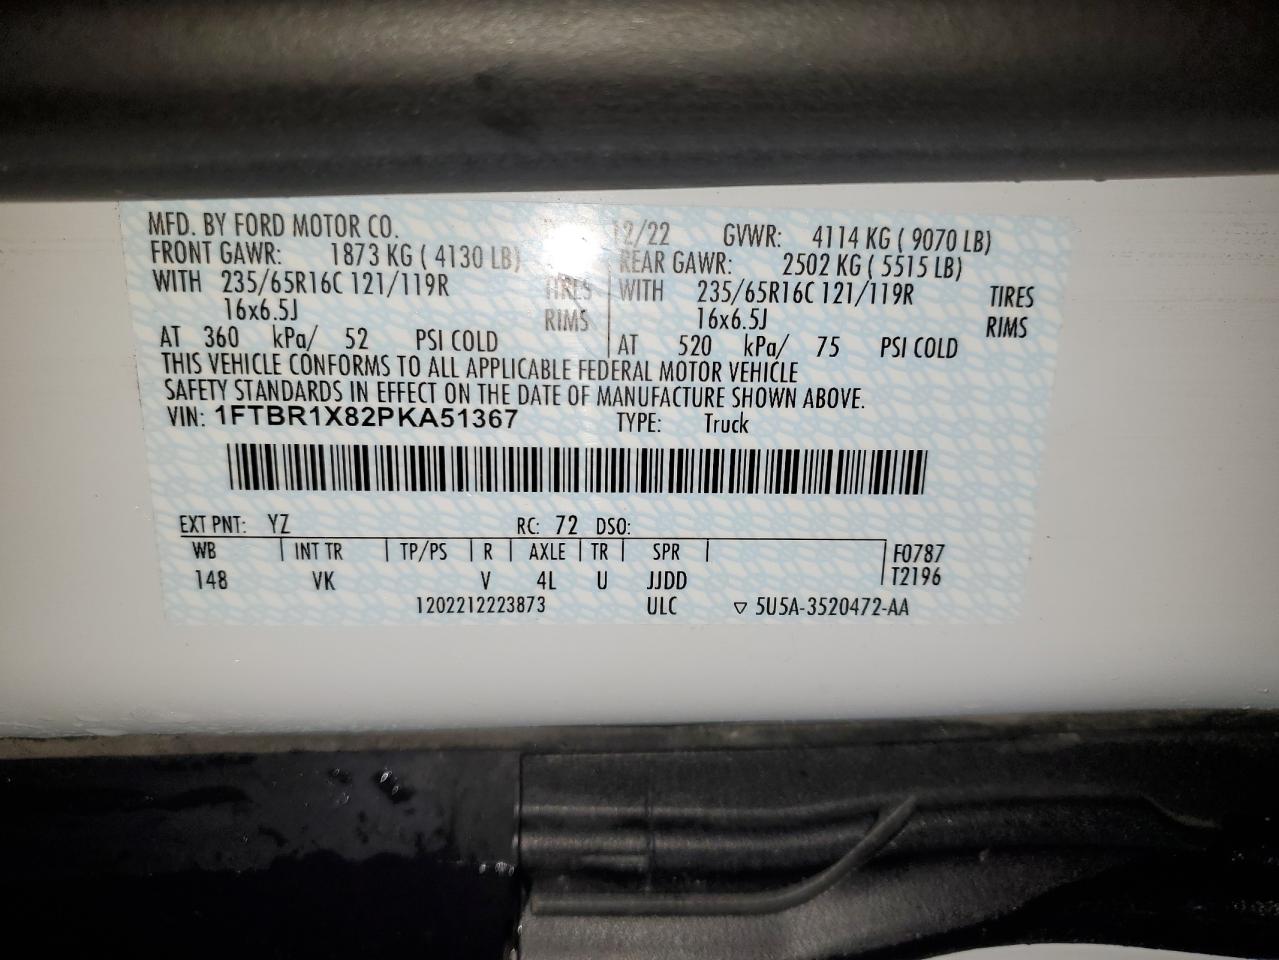 MFD. BY FORD MOTOR CO. 12/22 GVWR: 4114 KG ( 9070 LB)
FRONT GAWR: 1873 KG ( 4130 LB) REAR GAWR: 2502 KG ( 5515 LB)
WITH 235/65R16C 121/119R TIRES WITH 235/65R16C 121/119R TIRES
16x6.5J RIMS 16x6.5J RIMS
AT 360 kPa/ 52 PSI COLD AT 520 kPa/ 75 PSI COLD
THIS VEHICLE CONFORMS TO ALL APPLICABLE FEDERAL MOTOR VEHICLE
SAFETY STANDARDS IN EFFECT ON THE DATE OF MANUFACTURE SHOWN ABOVE.
VIN: 1FTBR1X82PKA51367 TYPE: Truck
EXT PNT: YZ RC: 72 DSO:
WB INT TR TP/PS R AXLE TR SPR F0787
148 VK V 4L U JJDD T2196
1202212223873 ULC ▽ 5U5A-3520472-AA